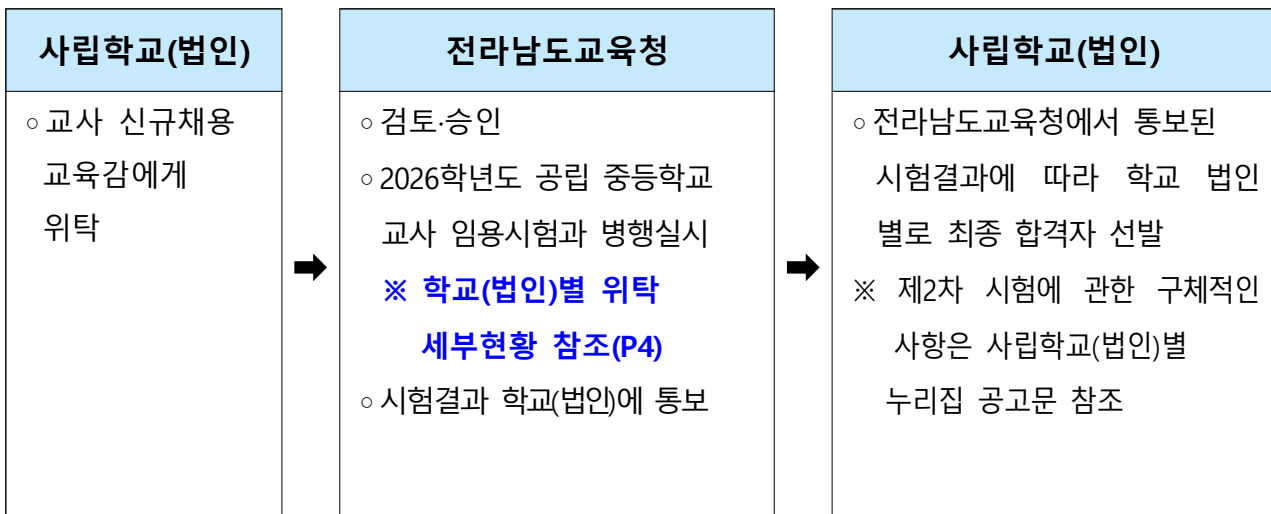 사립학교(법인)
○ 교사 신규채용
교육감에게
위탁
➡
전라남도교육청
○ 검토·승인
○ 2026학년도 공립 중등학교
교사 임용시험과 병행실시
※ 학교(법인)별 위탁
세부현황 참조(P4)
○ 시험결과 학교(법인)에 통보
➡
사립학교(법인)
○ 전라남도교육청에서 통보된
시험결과에 따라 학교 법인
별로 최종 합격자 선발
※ 제2차 시험에 관한 구체적인
사항은 사립학교(법인)별
누리집 공고문 참조